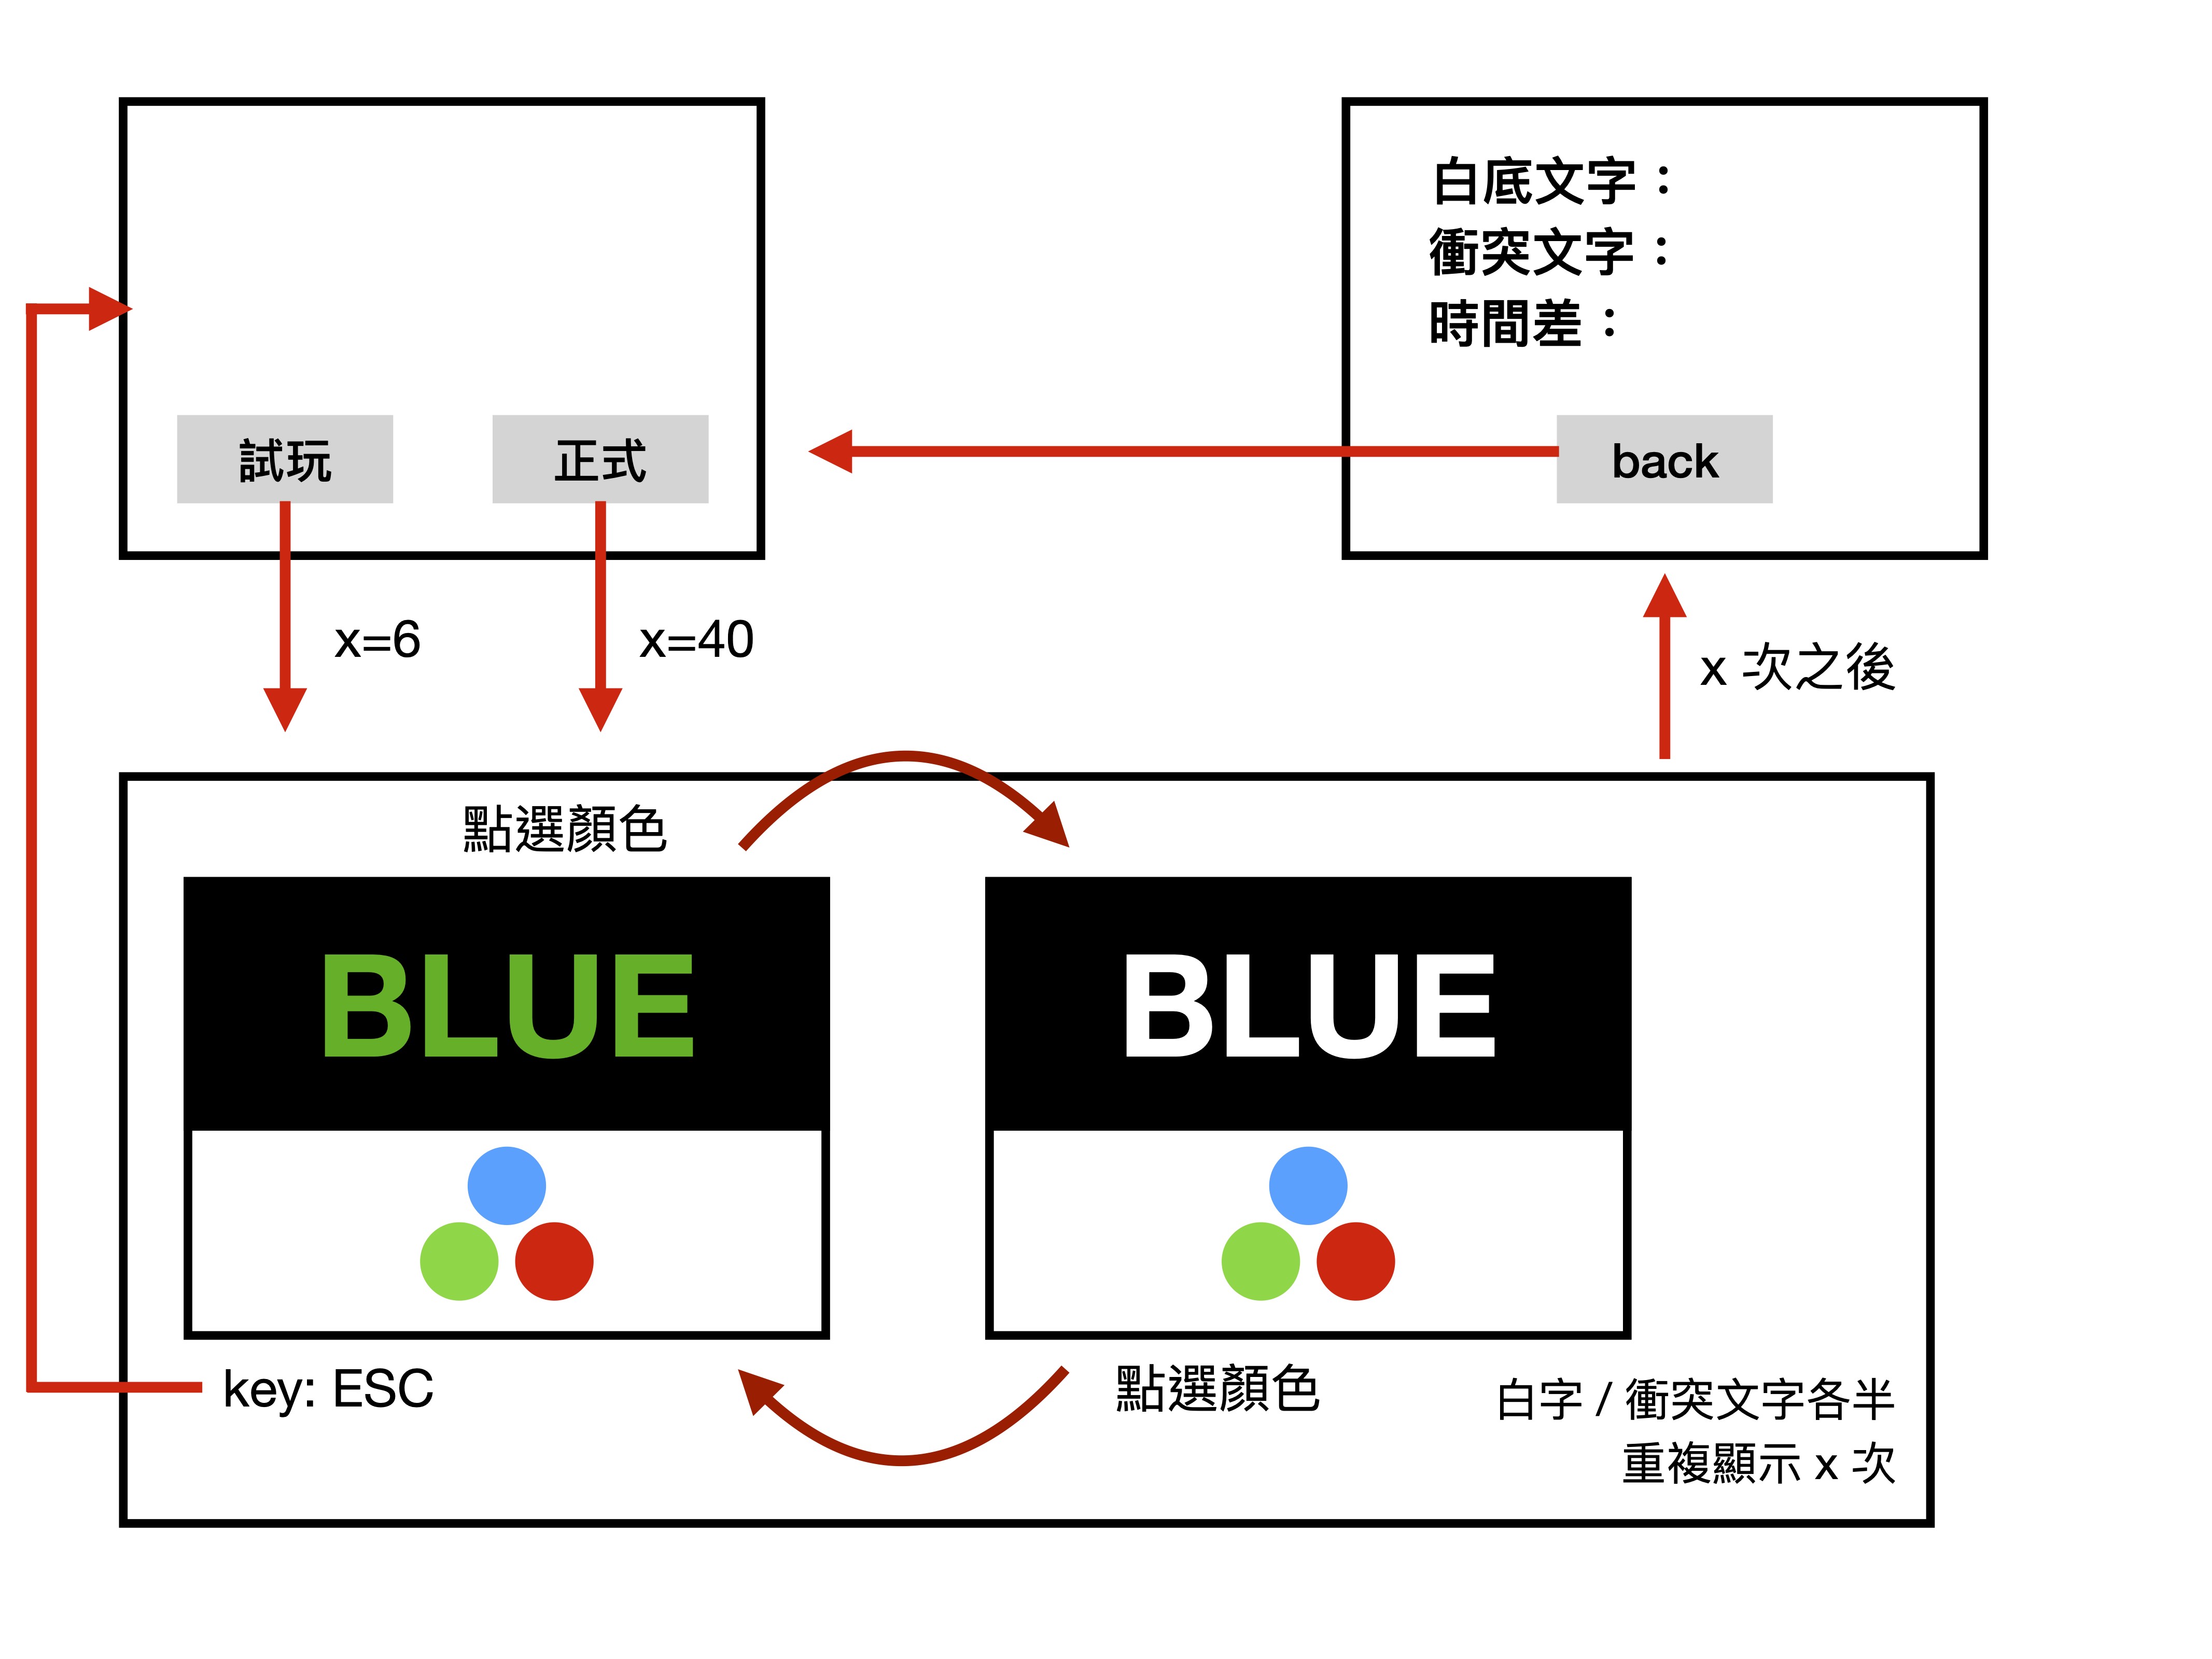 白底文字：
衝突文字：
時間差：
試玩
正式
back
x=6
x=40
x 次之後
點選顏色
BLUE
BLUE
key: ESC
點選顏色
白字 / 衝突文字各半
重複顯示 x 次